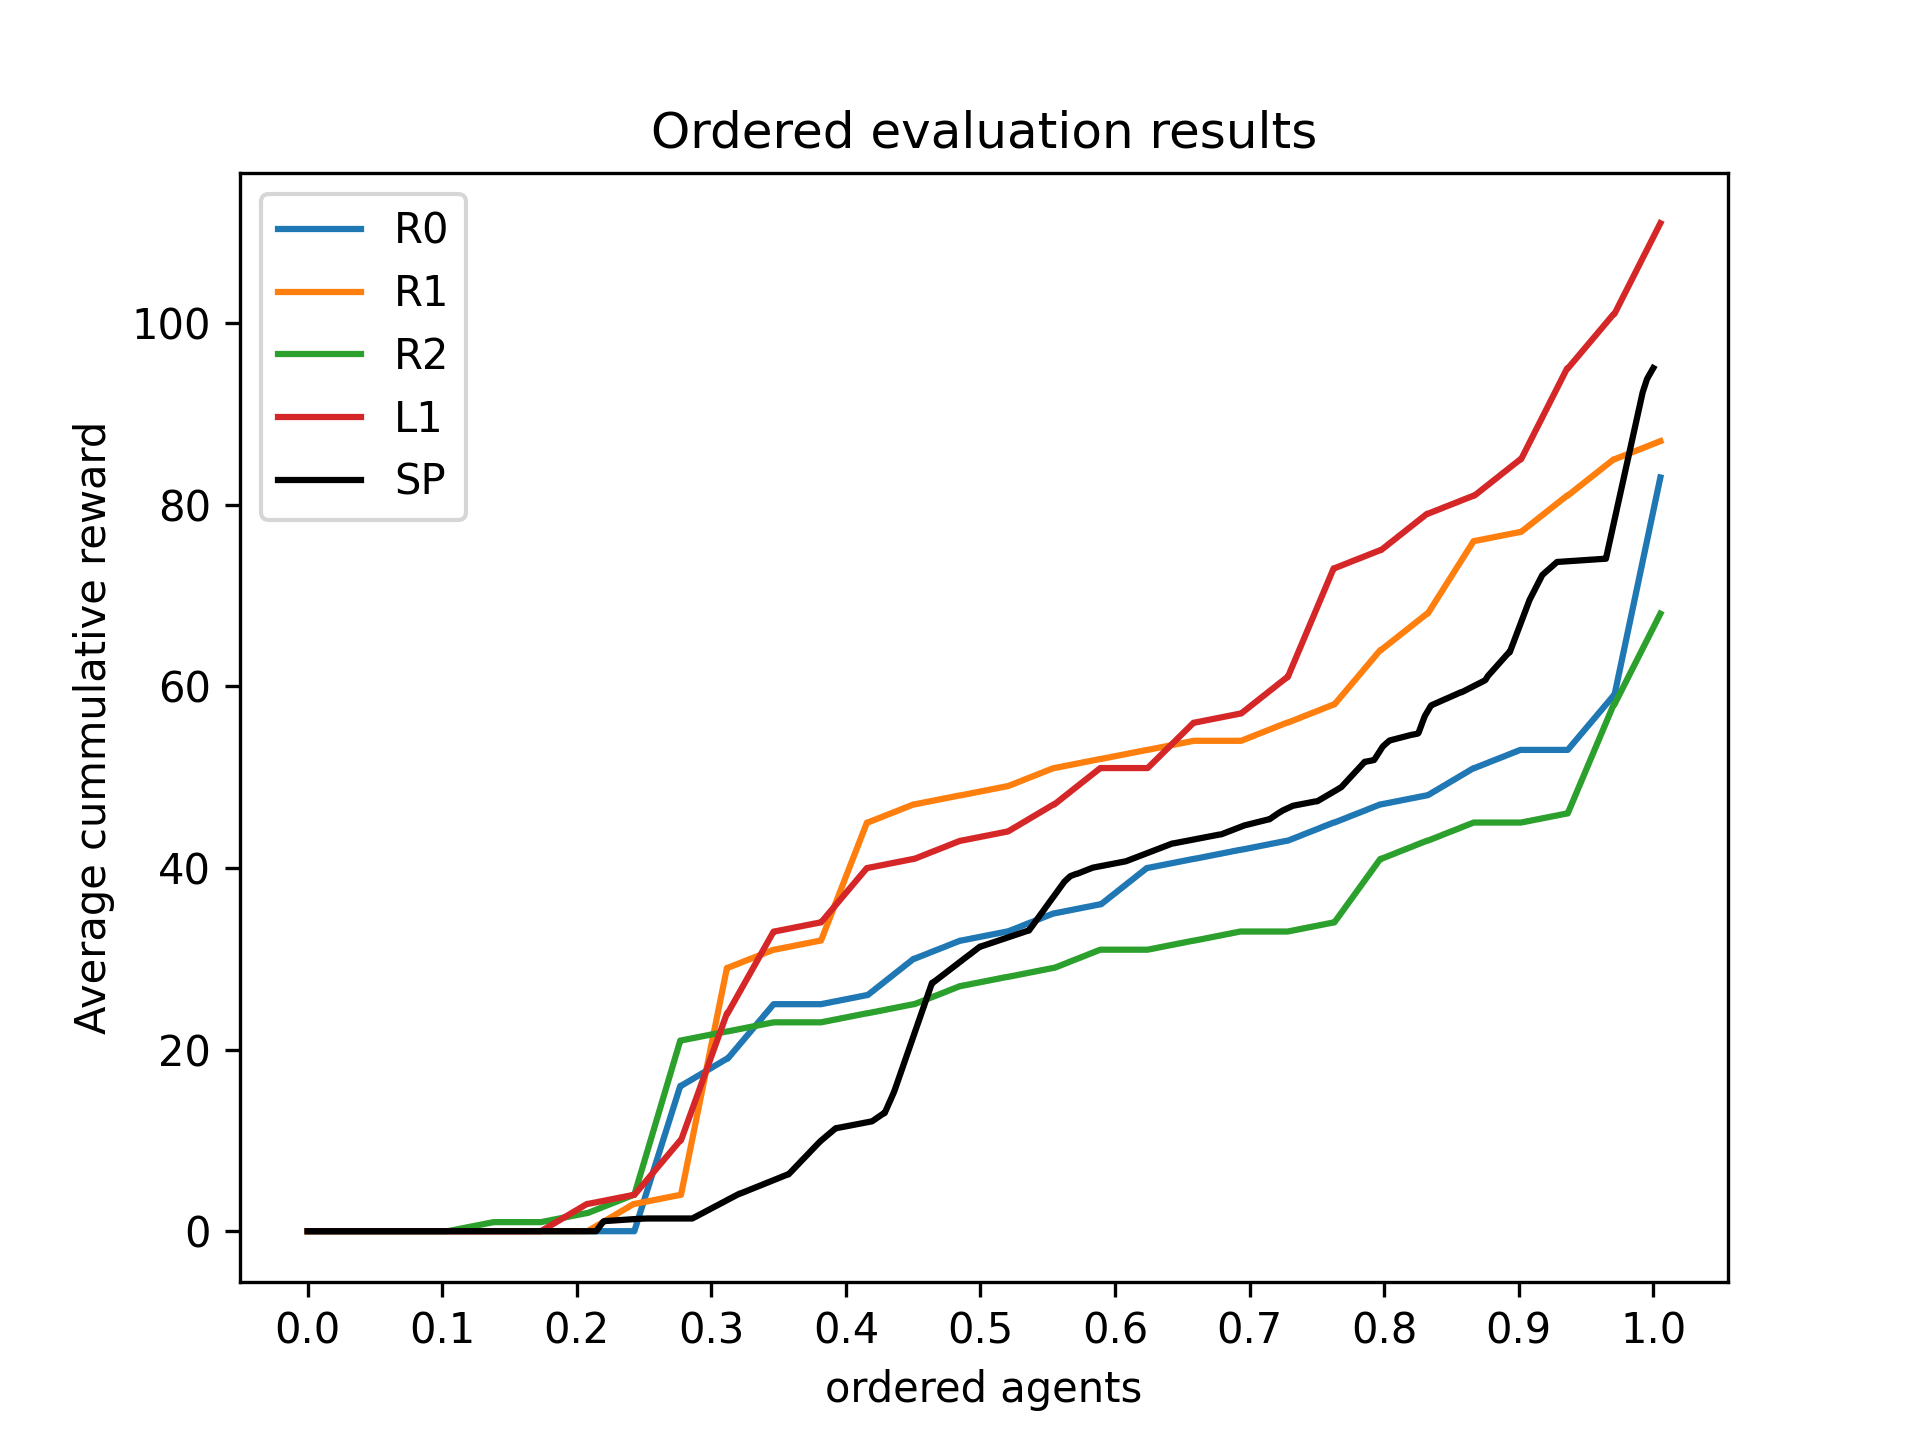 Ordered evaluation results
R0
R1
R2
L1
SP
Average cummulative reward
100
80
60
40
20
0
0.0 0.1 0.2 0.3 0.4 0.5 0.6 0.7 0.8 0.9 1.0
ordered agents